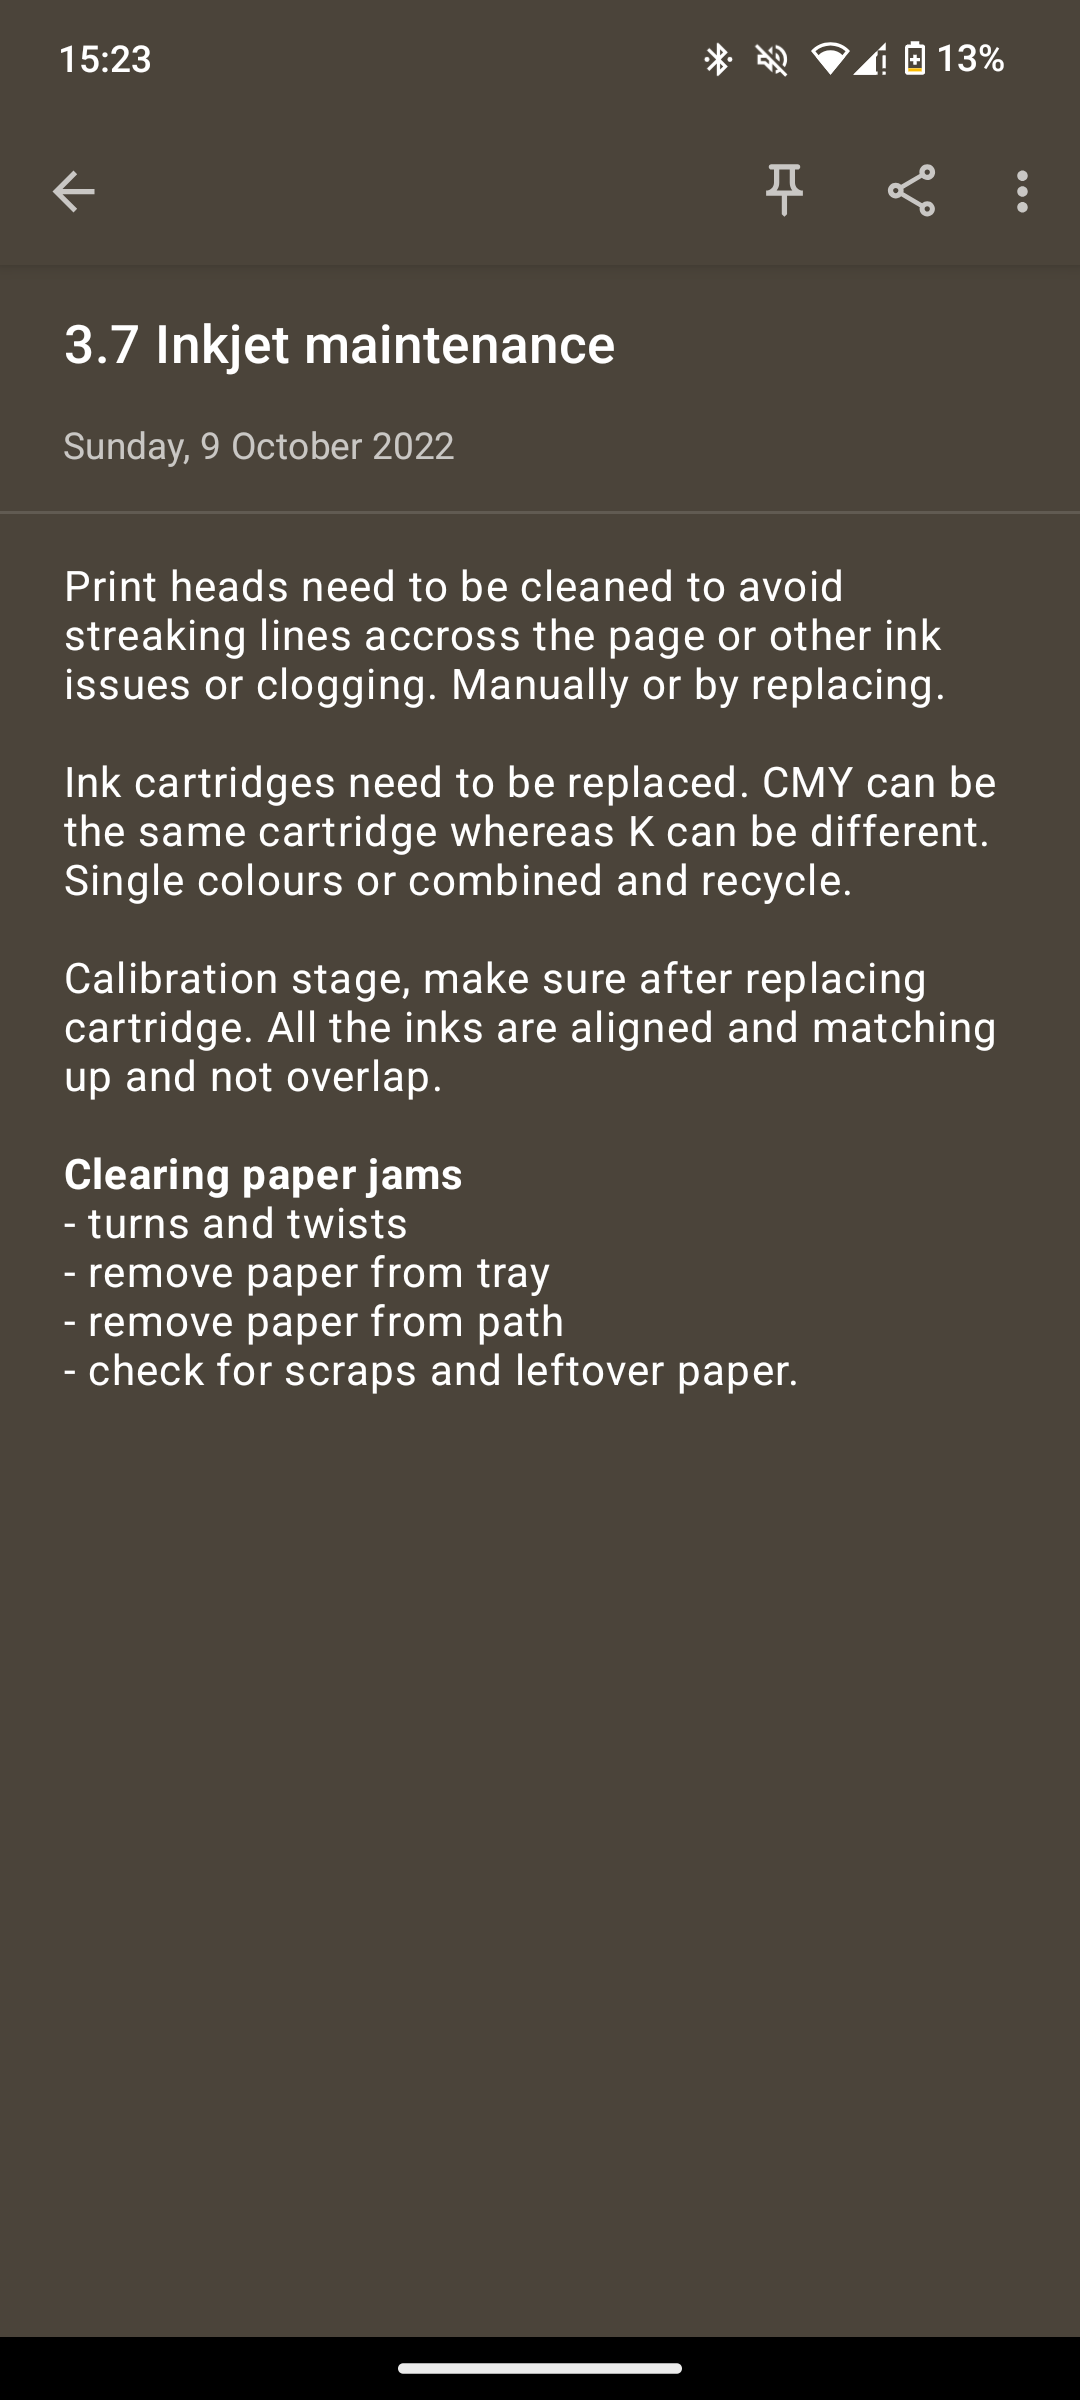 15:23
13%
3.7 Inkjet maintenance
Sunday, 9 October 2022
Print heads need to be cleaned to avoid
streaking lines accross the page or other ink
issues or clogging. Manually or by replacing.
Ink cartridges need to be replaced. CMY can be
the same cartridge whereas K can be different.
Single colours or combined and recycle.
Calibration stage, make sure after replacing
cartridge. All the inks are aligned and matching
up and not overlap.
Clearing paper jams
- turns and twists
- remove paper from tray
- remove paper from path
- check for scraps and leftover paper.